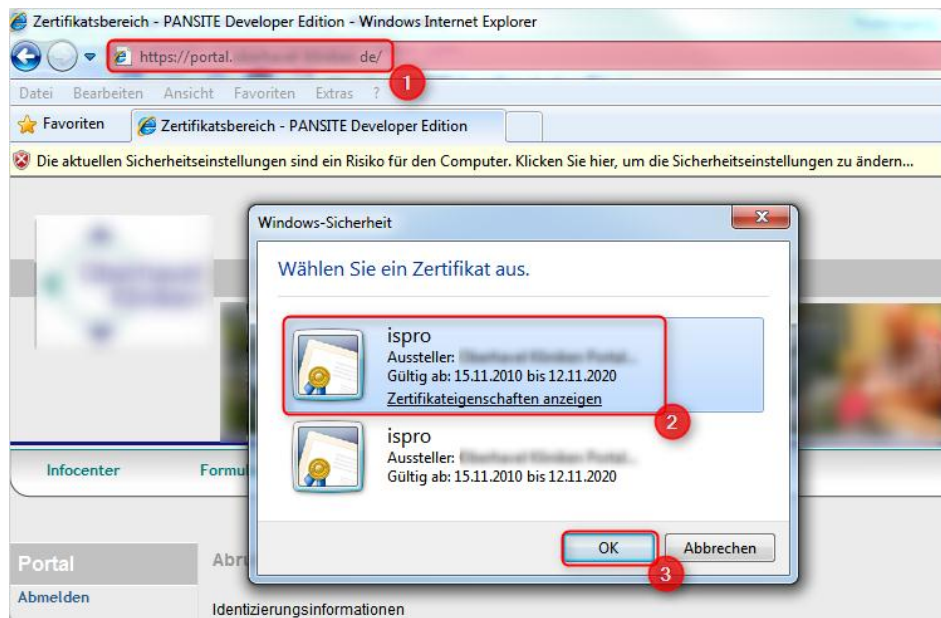 Zertifikatsbereich - PANSITE Developer Edition - Windows Internet Explorer
https://portal. de/
1
Datei Bearbeiten Ansicht Favoriten Extras ?
Favoriten Zertifikatsbereich - PANSITE Developer Edition
Die aktuellen Sicherheitseinstellungen sind ein Risiko für den Computer. Klicken Sie hier, um die Sicherheitseinstellungen zu ändern...
Windows-Sicherheit
Wählen Sie ein Zertifikat aus.
ispro
Aussteller:
Gültig ab: 15.11.2010 bis 12.11.2020
Zertifikateigenschaften anzeigen
2
ispro
Aussteller:
Gültig ab: 15.11.2010 bis 12.11.2020
OK Abbrechen
3
Infocenter Formul
Portal Abru
Abmelden
Identizierungsinformationen